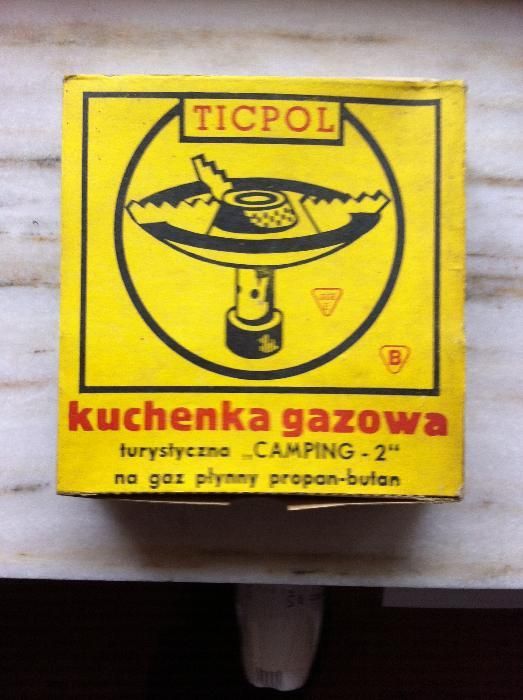 TICPOL
B
kuchenka gazowa
turystyczna „CAMPING - 2“
na gaz płynny propan-butan